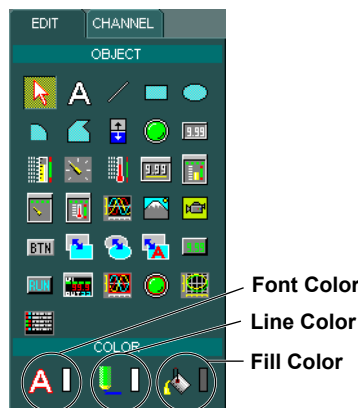 EDIT CHANNEL
OBJECT
A
9.99
9.99
BTN
A
RUN
COLOR
Font Color
Line Color
Fill Color
A